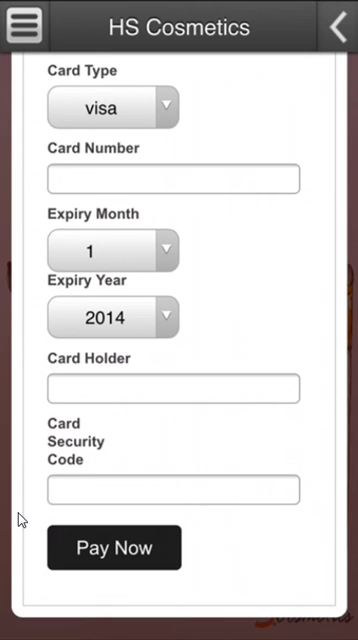 HS Cosmetics
Card Type
visa
Card Number
Expiry Month
1
Expiry Year
2014
Card Holder
Card
Security
Code
Pay Now